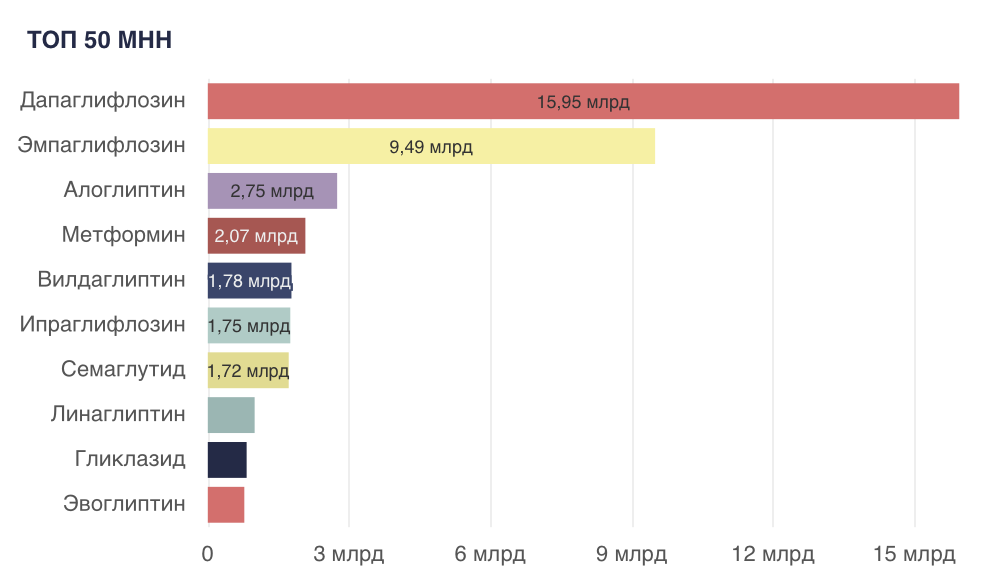 ТОП 50 МНН
Дапаглифлозин 15,95 млрд
Эмпаглифлозин 9,49 млрд
Алоглиптин 2,75 млрд
Метформин 2,07 млрд
Вилдаглиптин 1,78 млрд
Ипраглифлозин 1,75 млрд
Семаглутид 1,72 млрд
Линаглиптин
Гликлазид
Эвоглиптин
0 3 млрд 6 млрд 9 млрд 12 млрд 15 млрд